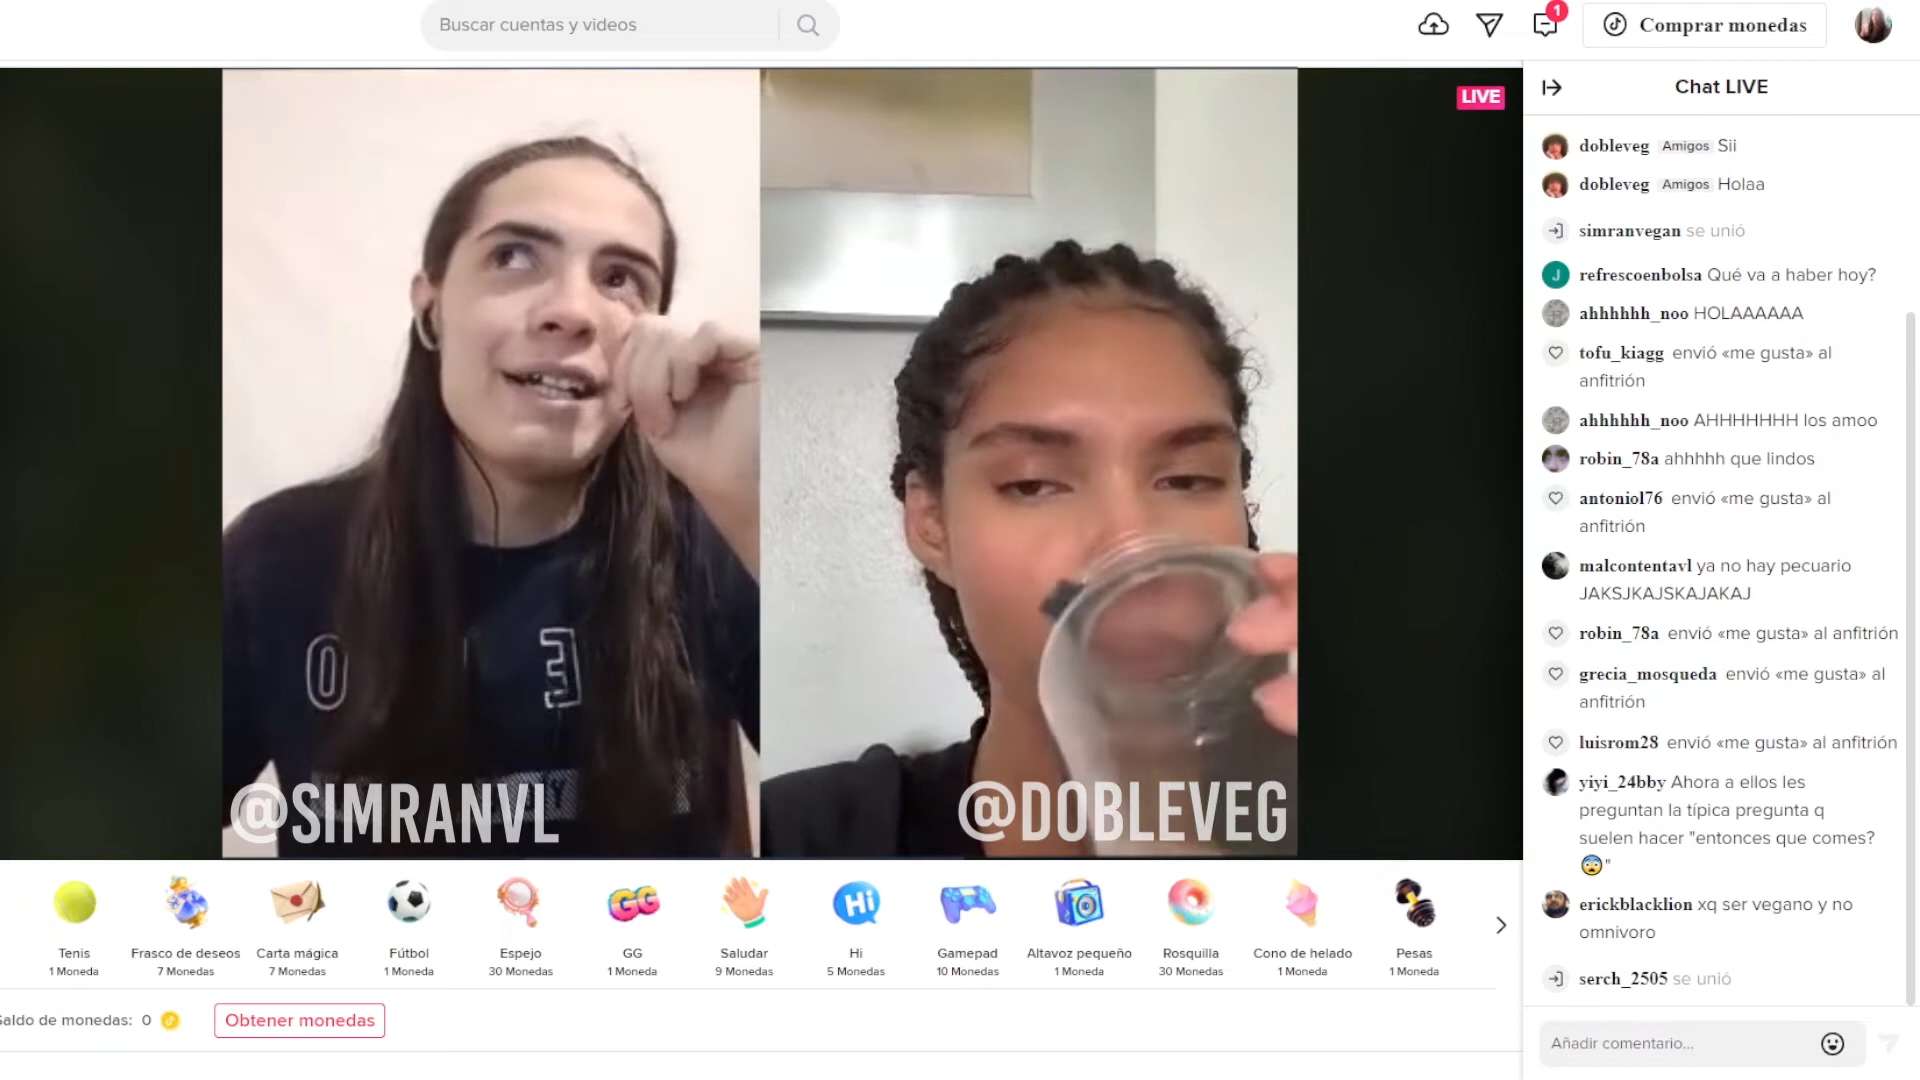 Buscar cuentas y videos
1
Comprar monedas
LIVE
Chat LIVE
dobleveg Amigos Sii
dobleveg Amigos Holaa
simranvegan se unió
J refrescoenbolsa Qué va a haber hoy?
ahhhhhh_noo HOLAAAAAA
tofu_kiagg envió «me gusta» al
anfitrión
ahhhhhh_noo AHHHHHHH los amoo
robin_78a ahhhhh que lindos
antoniol76 envió «me gusta» al
anfitrión
malcontentavl ya no hay pecuario
JAKSJKAJSKAJAKAJ
robin_78a envió «me gusta» al anfitrión
grecia_mosqueda envió «me gusta» al
anfitrión
luisrom28 envió «me gusta» al anfitrión
yiyi_24bby Ahora a ellos les
preguntan la típica pregunta q
suelen hacer "entonces que comes?
😨"
erickblacklion xq ser vegano y no
omnivoro
serch_2505 se unió
Añadir comentario...
0 3
@SIMRANVL
@DOBLEVEG
GG
Hi
Tenis
1 Moneda
Frasco de deseos
7 Monedas
Carta mágica
7 Monedas
Fútbol
1 Moneda
Espejo
30 Monedas
GG
1 Moneda
Saludar
9 Monedas
Hi
5 Monedas
Gamepad
10 Monedas
Altavoz pequeño
1 Moneda
Rosquilla
30 Monedas
Cono de helado
1 Moneda
Pesas
1 Moneda
Saldo de monedas: 0
Obtener monedas